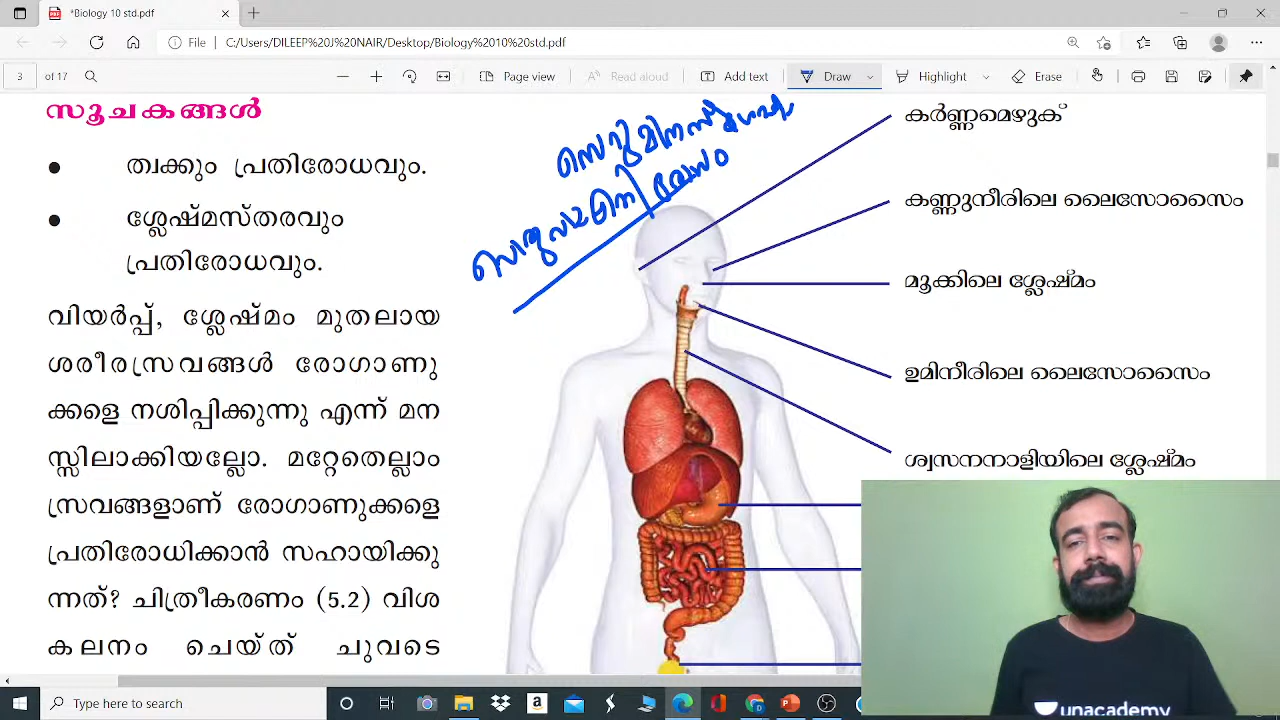 *Biology 10 std.pdf
File
C:/Users/DILEEP%20J%20NAIR/Desktop/Biology%2010%20std.pdf
3 of 17
Page view
Read aloud
Add text
Draw
Highlight
Erase
സൂചകങ്ങൾ
• ത്വക്കും പ്രതിരോധവും.
• ശ്ലേഷ്മസ്തരവും
പ്രതിരോധവും.
വിയർപ്പ്, ശ്ലേഷ്മം മുതലായ
ശരീരസ്രവങ്ങൾ രോഗാണു
ക്കളെ നശിപ്പിക്കുന്നു എന്ന് മന
സ്സിലാക്കിയല്ലോ. മറ്റേതെല്ലാം
സ്രവങ്ങളാണ് രോഗാണുക്കളെ
പ്രതിരോധിക്കാൻ സഹായിക്കു
ന്നത്? ചിത്രീകരണം (5.2) വിശ
കലനം ചെയ്ത് ചുവടെ
കർണ്ണമെഴുക്
കണ്ണുനീരിലെ ലൈസോസൈം
മൂക്കിലെ ശ്ലേഷ്മം
ഉമിനീരിലെ ലൈസോസൈം
ശ്വസനനാളിയിലെ ശ്ലേഷ്മം
unacademy
Type here to search